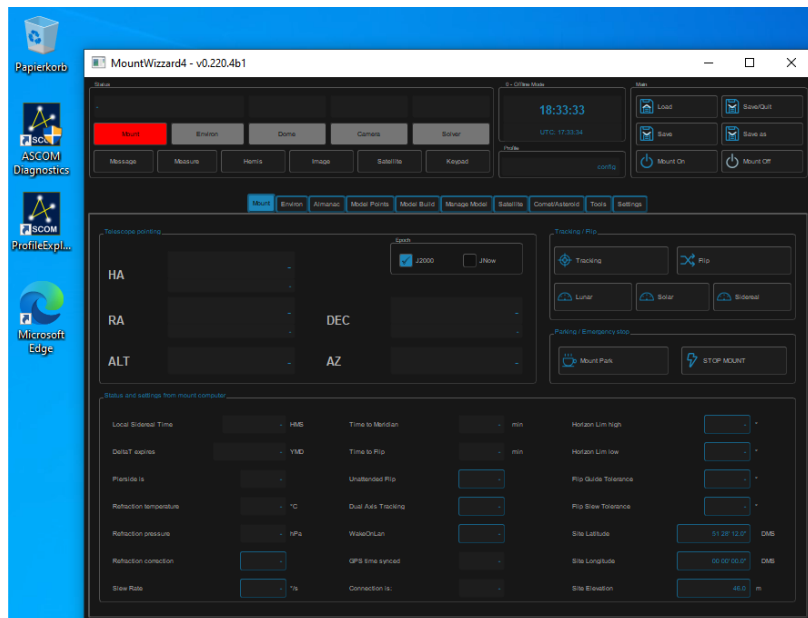 Papierkorb
ASCOM
Diagnostics
SCOM
ProfileExpl...
Microsoft
Edge
MountWizzard4 - v0.220.4b1
Status
0 - Offline Mode
Main
-
18:33:33
UTC: 17:33:34
Load
Save/Quit
Mount
Environ
Dome
Camera
Solver
Save
Save as
Message
Measure
Hemis
Image
Satellite
Keypad
Profile
config
Mount On
Mount Off
Mount
Environ
Almanac
Model Points
Model Build
Manage Model
Satellite
Comet/Asteroid
Tools
Settings
Telescope pointing
Epoch
J2000
JNow
HA
-
-
RA
-
-
DEC
-
-
ALT
-
AZ
-
Tracking / Flip
Tracking
Flip
Lunar
Solar
Sidereal
Parking / Emergency stop
Mount Park
STOP MOUNT
Status and settings from mount computer
Local Sidereal Time - HMS
Time to Meridian - min
Horizon Lim high - °
DeltaT expires - YMD
Time to Flip - min
Horizon Lim low - °
Pierside is -
Unattended Flip -
Flip Guide Tolerance - °
Refraction temperature - °C
Dual Axis Tracking -
Flip Slew Tolerance - °
Refraction pressure - hPa
WakeOnLan -
Site Latitude 51 28' 12.0" DMS
Refraction correction -
GPS time synced -
Site Longitude 00 00' 00.0" DMS
Slew Rate - °/s
Connection is: -
Site Elevation 46.0 m